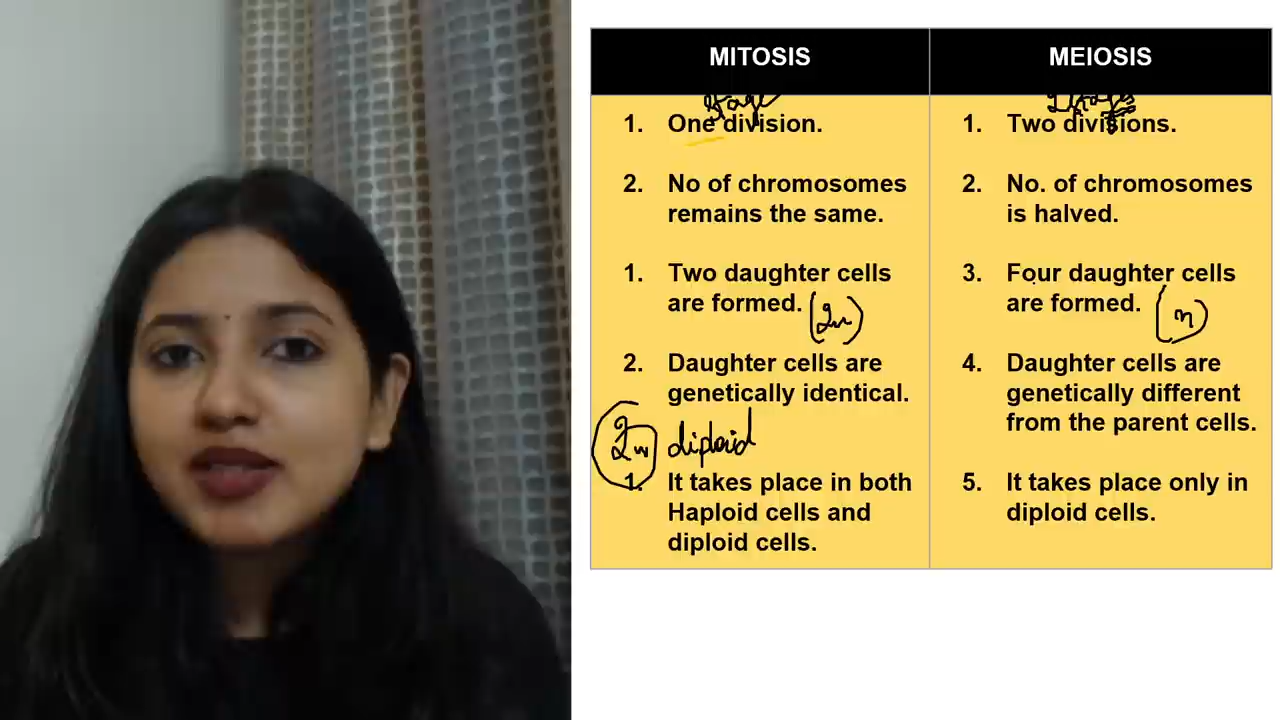 MITOSIS
MEIOSIS
Stage
1. One division.
2. No of chromosomes
remains the same.
1. Two daughter cells
are formed. (2n)
2. Daughter cells are
genetically identical.
2n diploid
1. It takes place in both
Haploid cells and
diploid cells.
1. Two divisions.
2. No. of chromosomes
is halved.
3. Four daughter cells
are formed. (n)
4. Daughter cells are
genetically different
from the parent cells.
5. It takes place only in
diploid cells.